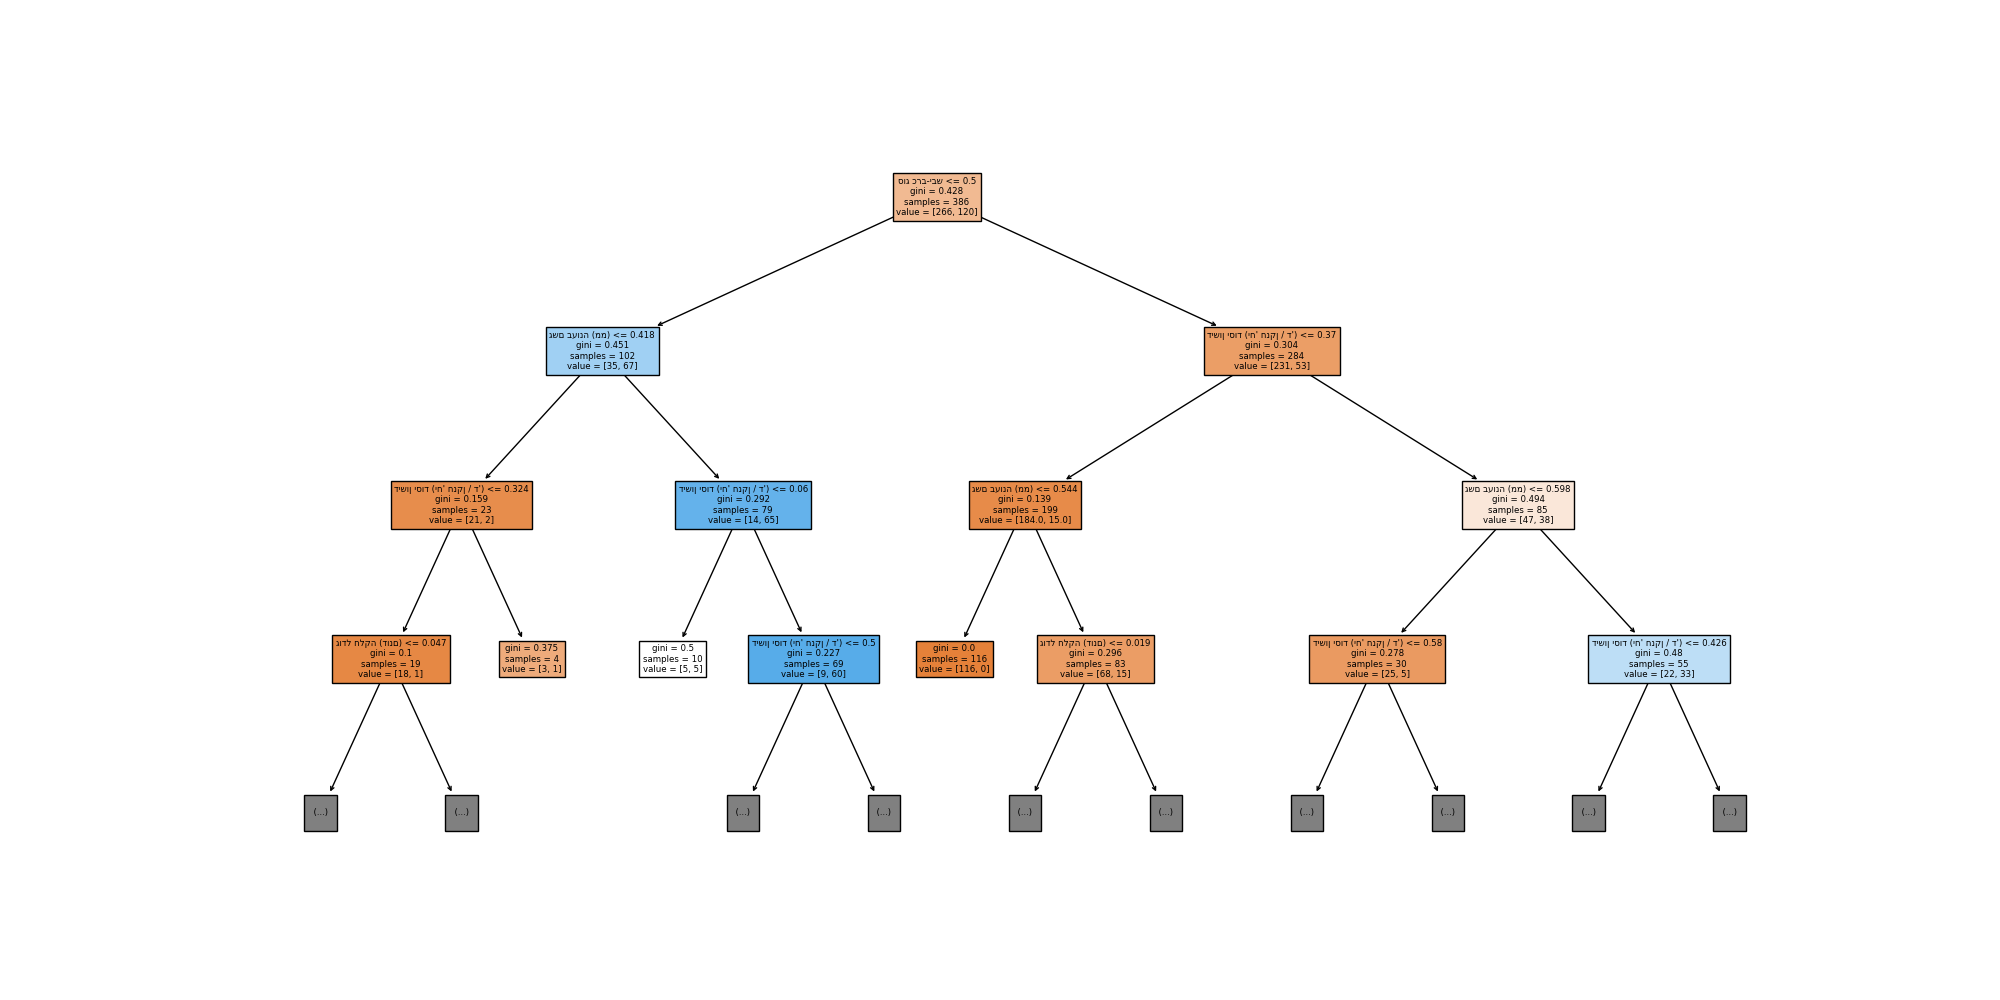 סוג כרב-יבש <= 0.5
gini = 0.428
samples = 386
value = [266, 120]
גשם בעונה (ממ) <= 0.418
gini = 0.451
samples = 102
value = [35, 67]
דישון יסוד (יח' חנקן / ד') <= 0.37
gini = 0.304
samples = 284
value = [231, 53]
דישון יסוד (יח' חנקן / ד') <= 0.324
gini = 0.159
samples = 23
value = [21, 2]
דישון יסוד (יח' חנקן / ד') <= 0.06
gini = 0.292
samples = 79
value = [14, 65]
גשם בעונה (ממ) <= 0.544
gini = 0.139
samples = 199
value = [184.0, 15.0]
גשם בעונה (ממ) <= 0.598
gini = 0.494
samples = 85
value = [47, 38]
גודל חלקה (דונם) <= 0.047
gini = 0.1
samples = 19
value = [18, 1]
gini = 0.375
samples = 4
value = [3, 1]
gini = 0.5
samples = 10
value = [5, 5]
דישון יסוד (יח' חנקן / ד') <= 0.5
gini = 0.227
samples = 69
value = [9, 60]
gini = 0.0
samples = 116
value = [116, 0]
גודל חלקה (דונם) <= 0.019
gini = 0.296
samples = 83
value = [68, 15]
דישון יסוד (יח' חנקן / ד') <= 0.58
gini = 0.278
samples = 30
value = [25, 5]
דישון יסוד (יח' חנקן / ד') <= 0.426
gini = 0.48
samples = 55
value = [22, 33]
(...)
(...)
(...)
(...)
(...)
(...)
(...)
(...)
(...)
(...)